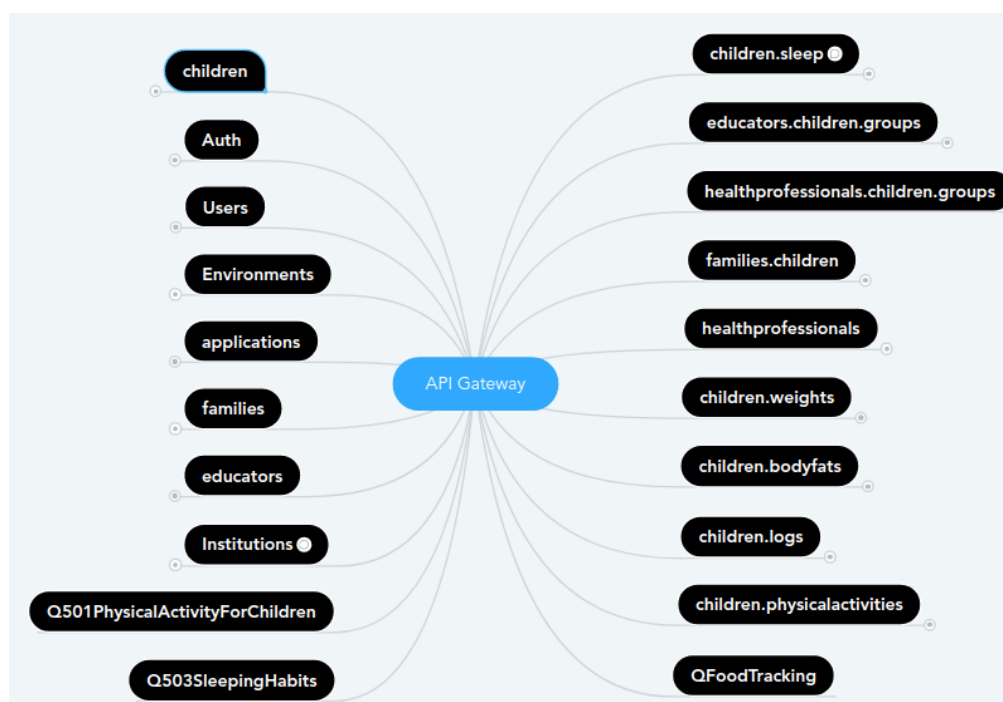 children
Auth
Users
Environments
applications
families
educators
Institutions
Q501PhysicalActivityForChildren
Q503SleepingHabits
API Gateway
children.sleep
educators.children.groups
healthprofessionals.children.groups
families.children
healthprofessionals
children.weights
children.bodyfats
children.logs
children.physicalactivities
QFoodTracking